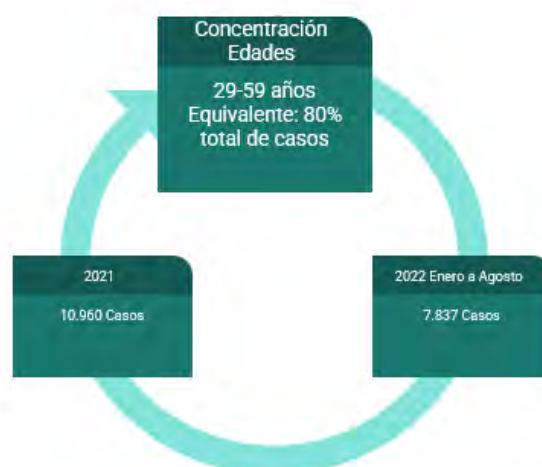 Concentración
Edades
29-59 años
Equivalente: 80%
total de casos
2021
10.960 Casos
2022 Enero a Agosto
7.837 Casos